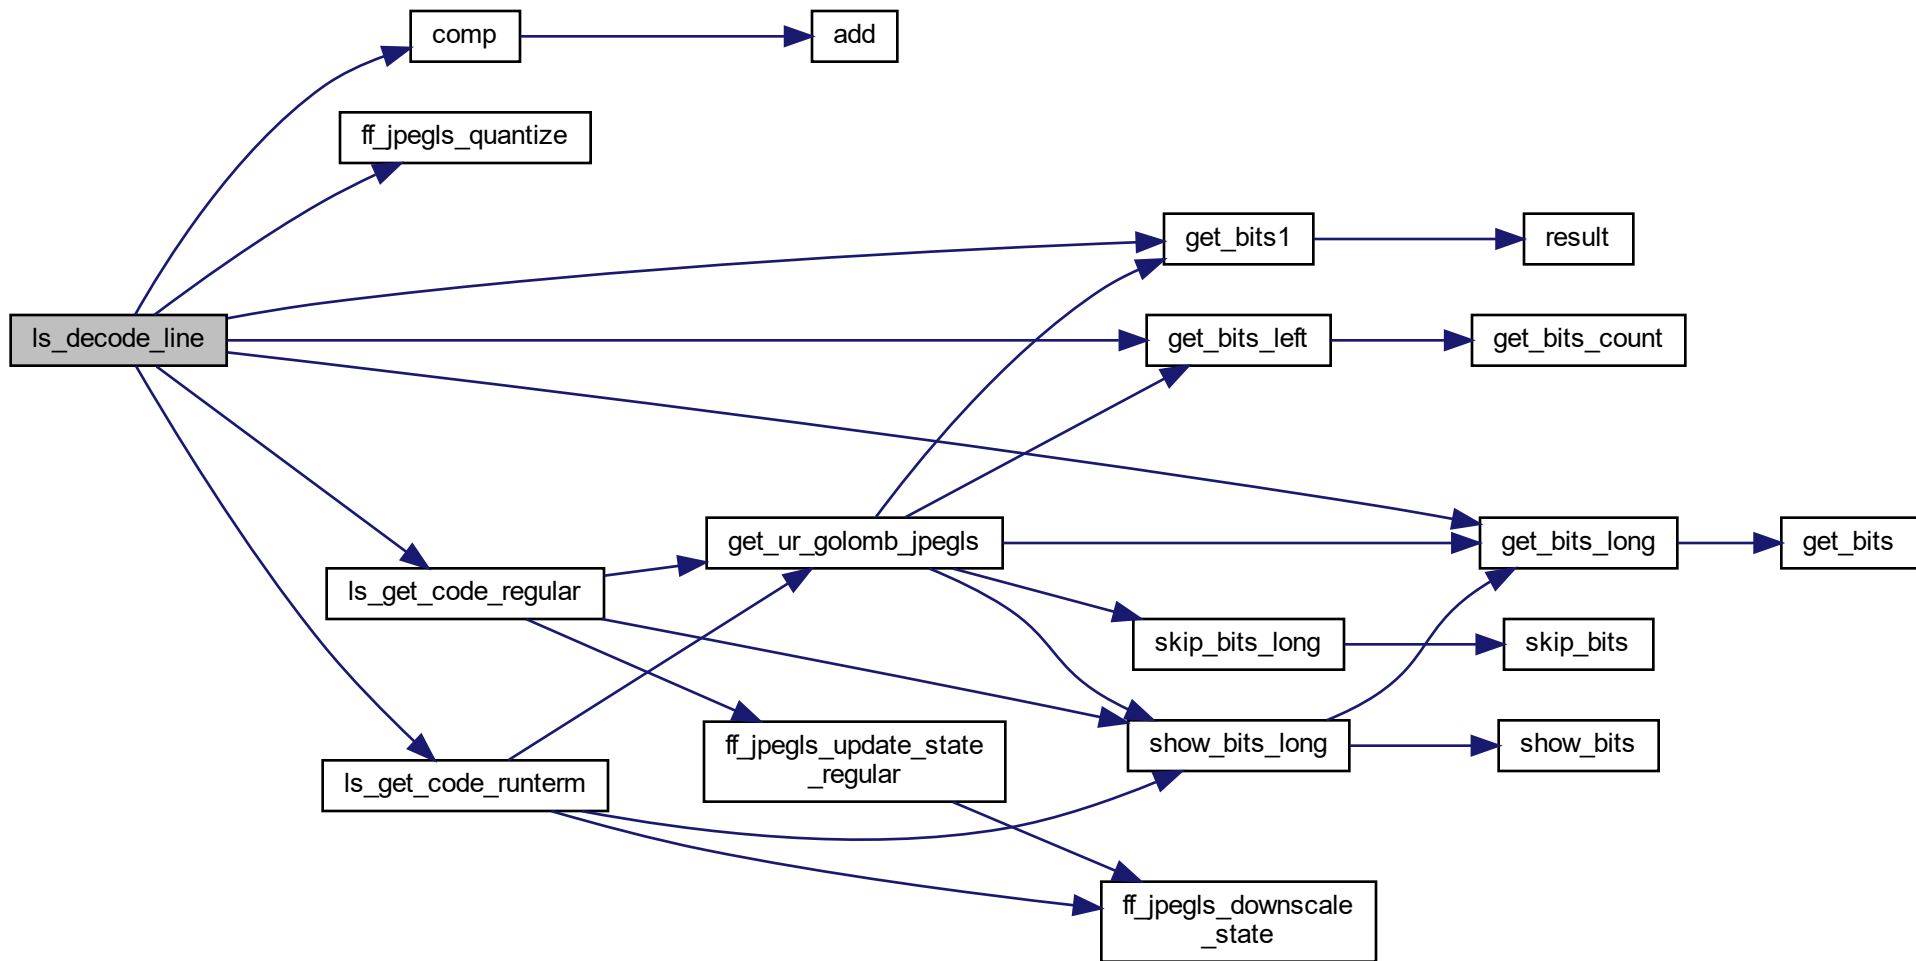 comp
add
ff_jpegls_quantize
get_bits1
result
ls_decode_line
get_bits_left
get_bits_count
get_ur_golomb_jpegls
get_bits_long
get_bits
ls_get_code_regular
skip_bits_long
skip_bits
ff_jpegls_update_state
_regular
show_bits_long
show_bits
ls_get_code_runterm
ff_jpegls_downscale
_state